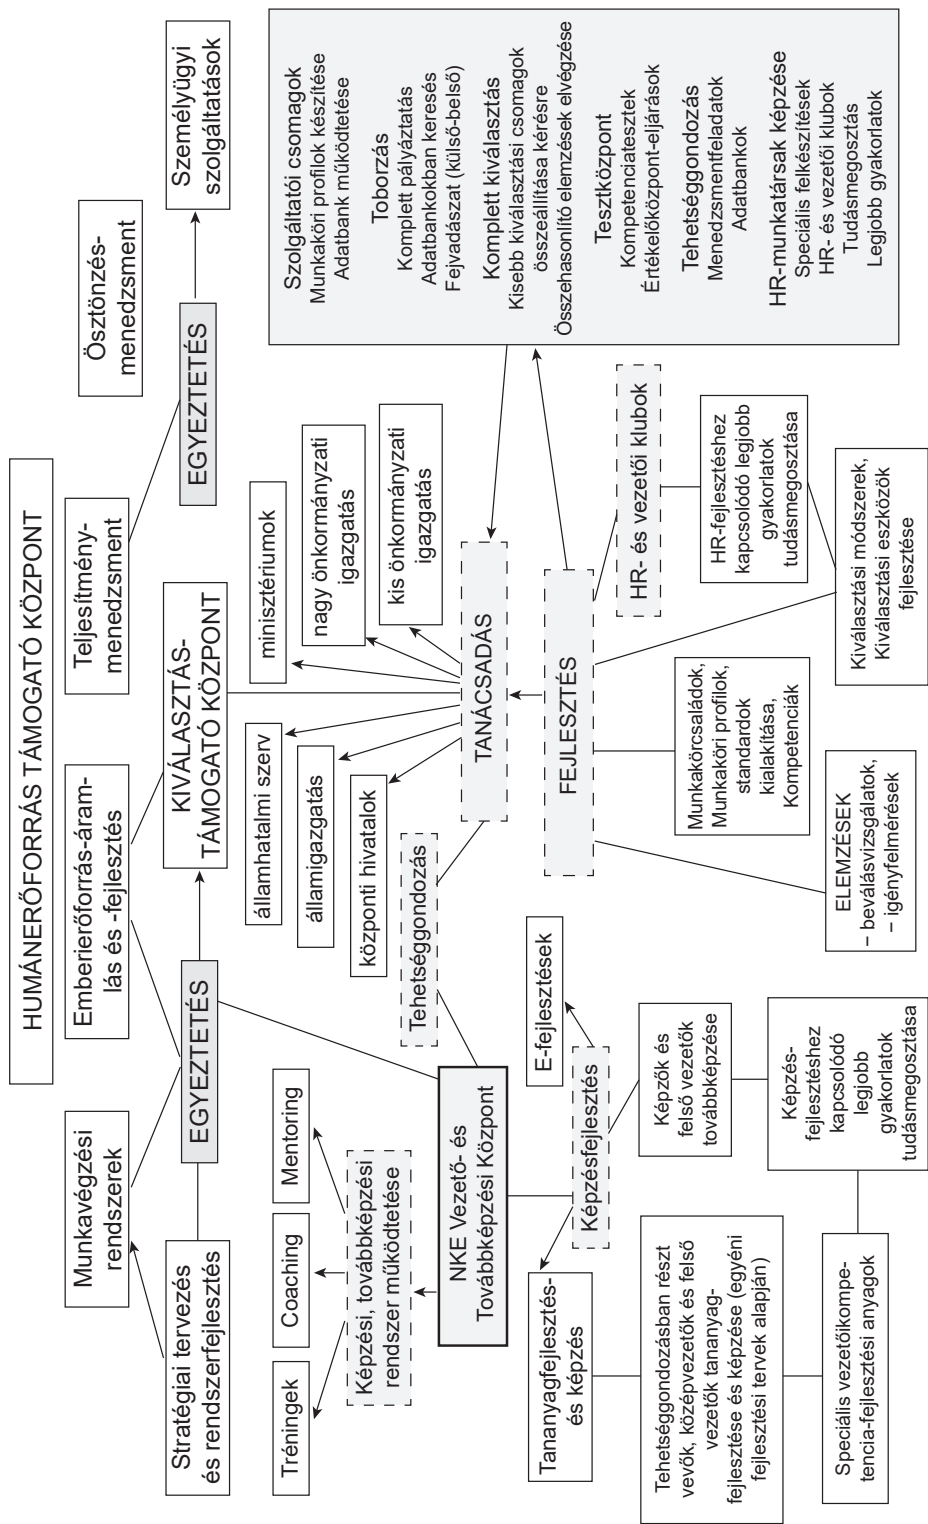 HUMÁNERŐFORRÁS TÁMOGATÓ KÖZPONT
Munkavégzési
rendszerek
Emberierőforrás-áram-
lás és -fejlesztés
Teljesítmény-
menedzsment
Ösztönzés-
menedzsment
Stratégiai tervezés
és rendszerfejlesztés
EGYEZTETÉS
KIVÁLASZTÁS-
TÁMOGATÓ KÖZPONT
EGYEZTETÉS
Személyügyi
szolgáltatások
Tréningek
Coaching
Mentoring
államhatalmi szerv
államigazgatás
központi hivatalok
minisztériumok
nagy önkormányzati
igazgatás
kis önkormányzati
igazgatás
Képzési, továbbképzési
rendszer működtetése
Tehetséggondozás
NKE Vezető- és
Továbbképzési Központ
TANÁCSADÁS
Szolgáltatói csomagok
Munkaköri profilok készítése
Adatbank működtetése
Toborzás
Komplett pályáztatás
Adatbankokban keresés
Fejvadászat (külső-belső)
Komplett kiválasztás
Kisebb kiválasztási csomagok
összeállítása kérésre
Összehasonlító elemzések elvégzése
Tesztközpont
Kompetenciatesztek
Értékelőközpont-eljárások
Tehetséggondozás
Menedzsmentfeladatok
Adatbankok
HR-munkatársak képzése
Speciális felkészítések
HR- és vezetői klubok
Tudásmegosztás
Legjobb gyakorlatok
Tananyagfejlesztés-
és képzés
Képzésfejlesztés
E-fejlesztések
FEJLESZTÉS
HR- és vezetői klubok
Tehetséggondozásban részt
vevők, középvezetők és felső
vezetők tananyag-
fejlesztése és képzése (egyéni
fejlesztési tervek alapján)
Képzők és
felső vezetők
továbbképzése
Munkakörcsaládok,
Munkaköri profilok,
standardok
kialakítása,
Kompetenciák
HR-fejlesztéshez
kapcsolódó legjobb
gyakorlatok
tudásmegosztása
Speciális vezetőikompe-
tencia-fejlesztési anyagok
Képzés-
fejlesztéshez
kapcsolódó
legjobb
gyakorlatok
tudásmegosztása
ELEMZÉSEK
– beválásvizsgálatok,
– igényfelmérések
Kiválasztási módszerek,
Kiválasztási eszközök
fejlesztése